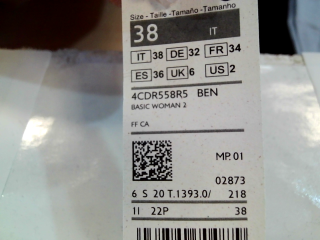 Size - Taille -Tamaño -Tamanho
38 IT
IT 38 DE 32 FR 34
ES 36 UK 6 US 2
4CDR558R5 BEN
BASIC WOMAN 2
FF CA
MP. 01
02873
6 S 20 T.1393.0/ 218
11 22P 38